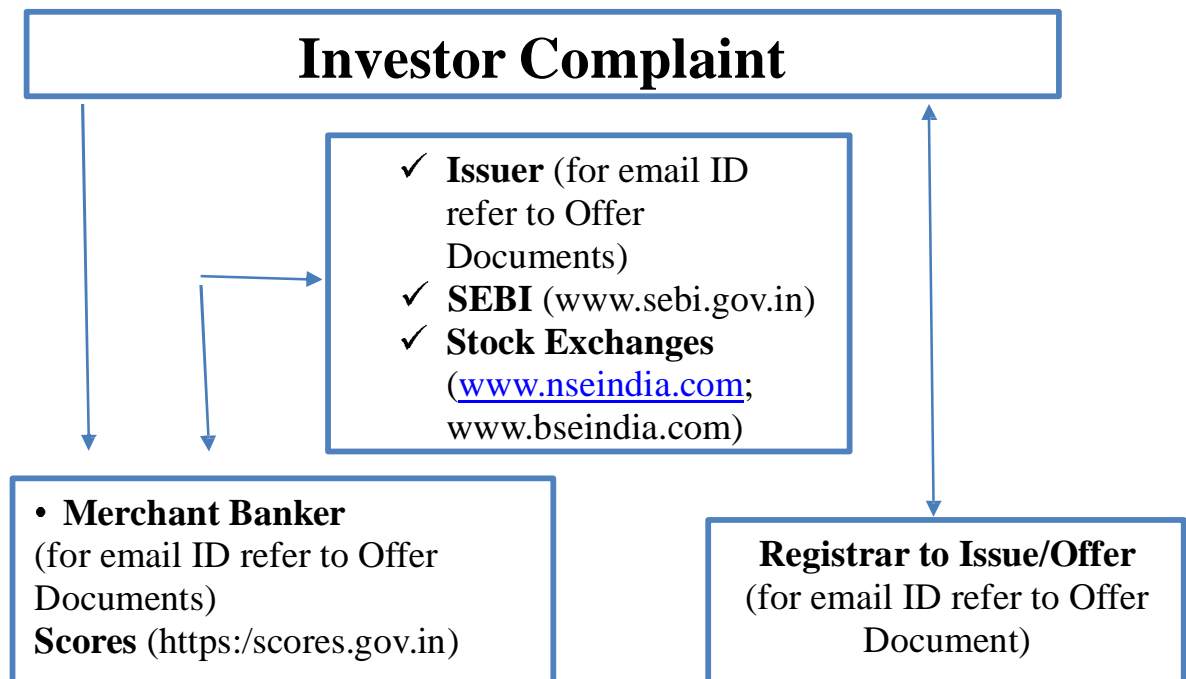 Investor Complaint
✓ Issuer (for email ID
refer to Offer
Documents)
✓ SEBI (www.sebi.gov.in)
✓ Stock Exchanges
(www.nseindia.com;
www.bseindia.com)
• Merchant Banker
(for email ID refer to Offer
Documents)
Scores (https:/scores.gov.in)
Registrar to Issue/Offer
(for email ID refer to Offer
Document)